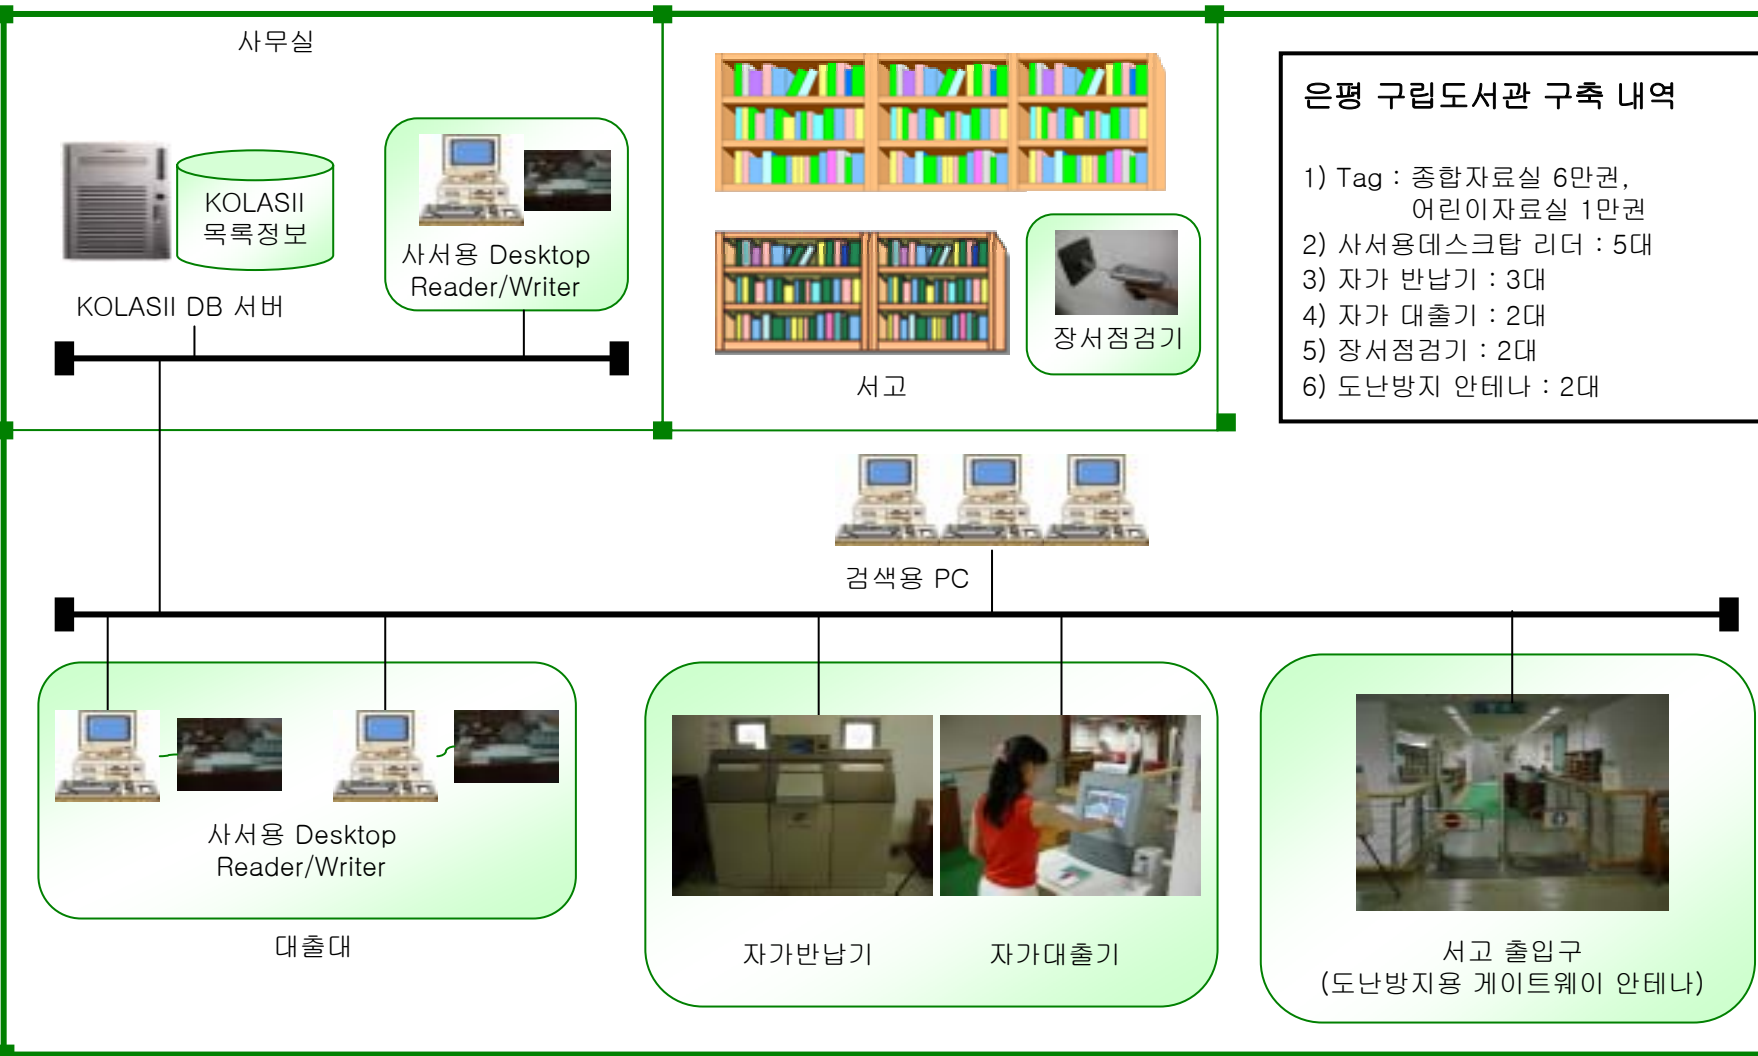 사무실
KOLASII
목록정보
KOLASII DB 서버
사서용 Desktop
Reader/Writer
서고
장서점검기
은평 구립도서관 구축 내역
1) Tag : 종합자료실 6만권,
어린이자료실 1만권
2) 사서용데스크탑 리더 : 5대
3) 자가 반납기 : 3대
4) 자가 대출기 : 2대
5) 장서점검기 : 2대
6) 도난방지 안테나 : 2대
검색용 PC
사서용 Desktop
Reader/Writer
대출대
자가반납기
자가대출기
서고 출입구
(도난방지용 게이트웨이 안테나)